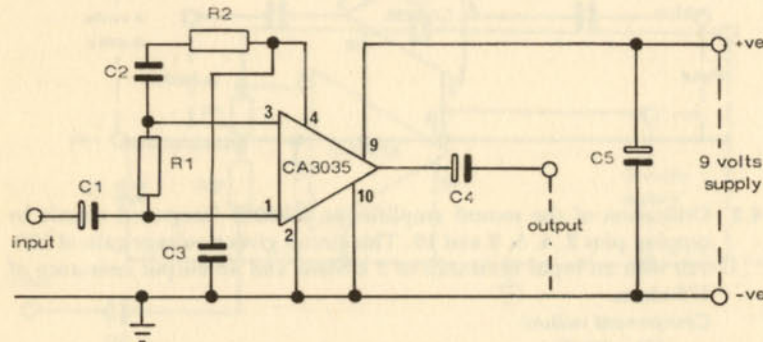 R2
+ve
C2
3
4
9
R1
CA3035
C5
9 volts
supply
C1
10
C4
1
input
2
output
C3
-ve